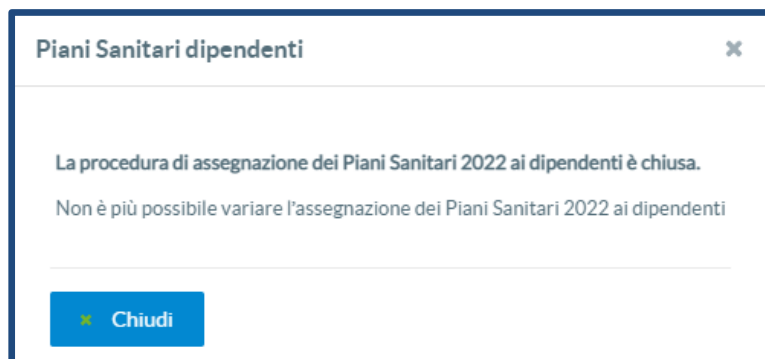 Piani Sanitari dipendenti
La procedura di assegnazione dei Piani Sanitari 2022 ai dipendenti è chiusa.
Non è più possibile variare l'assegnazione dei Piani Sanitari 2022 ai dipendenti
Chiudi